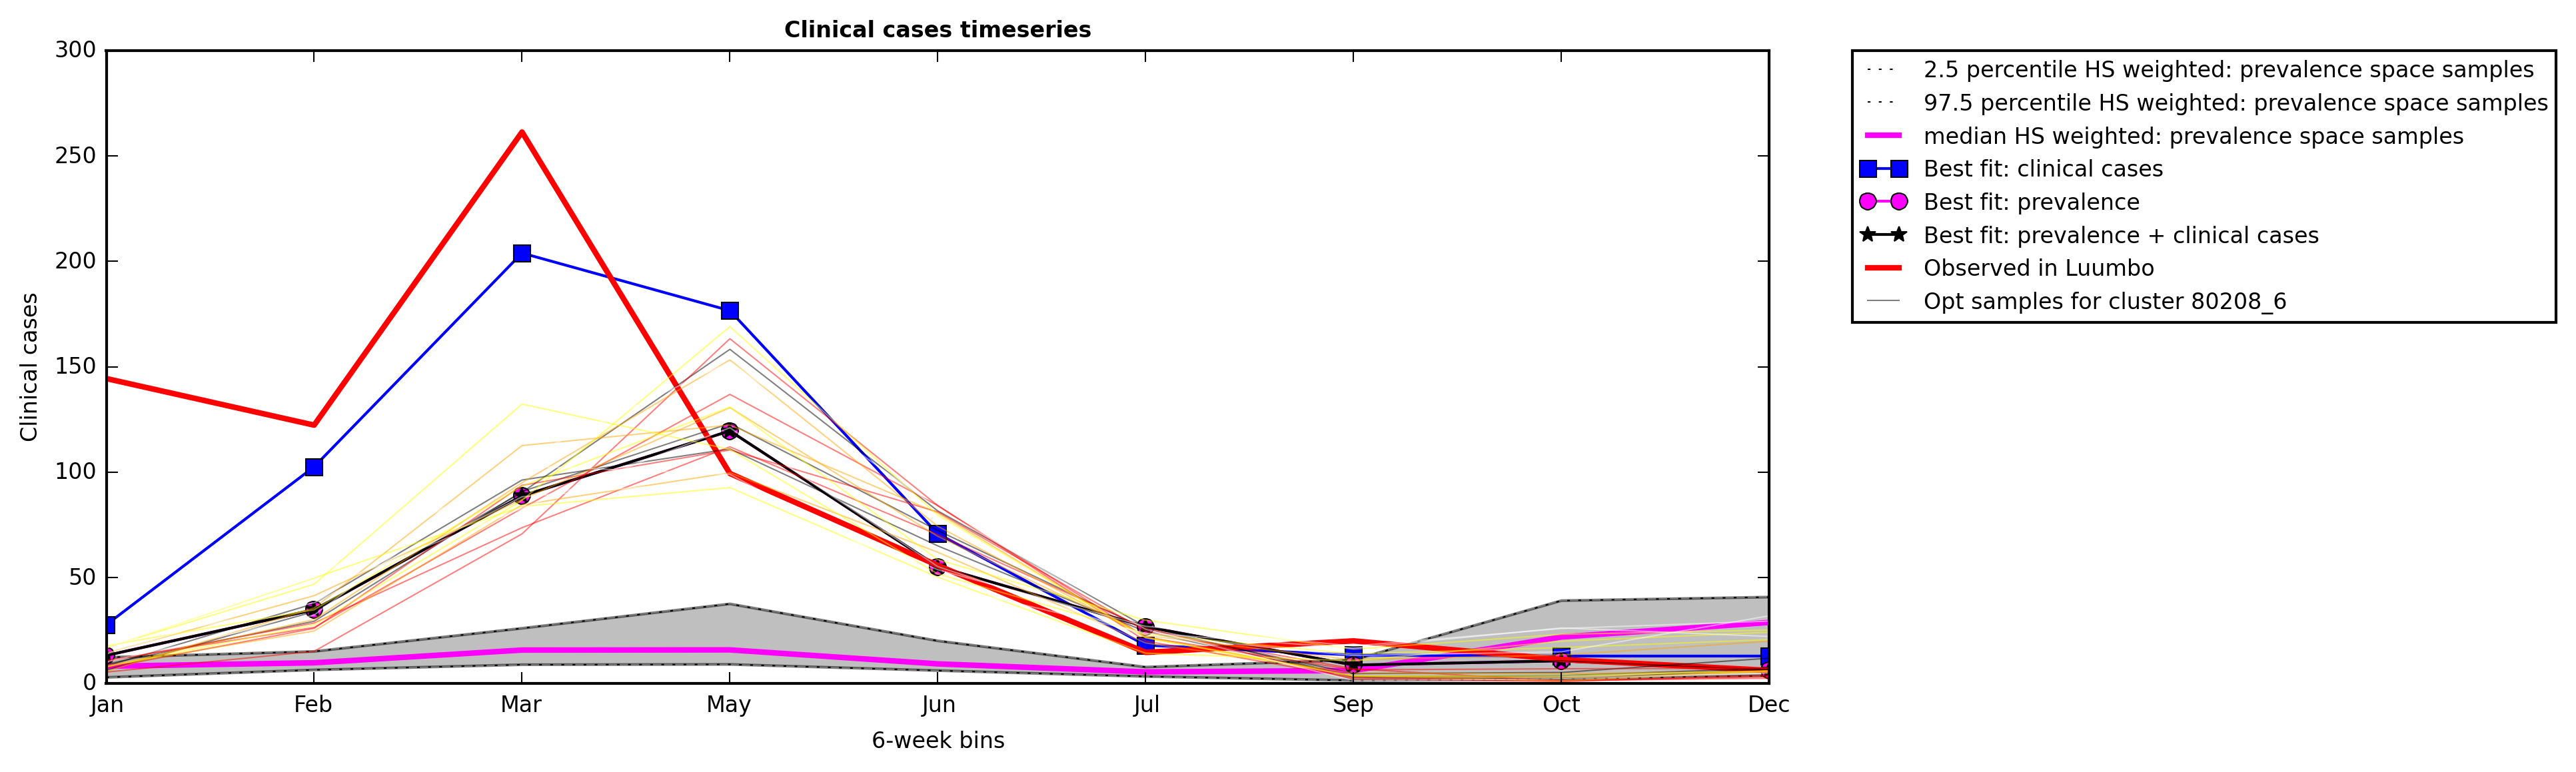 Clinical cases timeseries
300
250
200
150
100
50
0
Clinical cases
Jan Feb Mar May Jun Jul Sep Oct Dec
6-week bins
2.5 percentile HS weighted: prevalence space samples
97.5 percentile HS weighted: prevalence space samples
median HS weighted: prevalence space samples
Best fit: clinical cases
Best fit: prevalence
Best fit: prevalence + clinical cases
Observed in Luumbo
Opt samples for cluster 80208_6